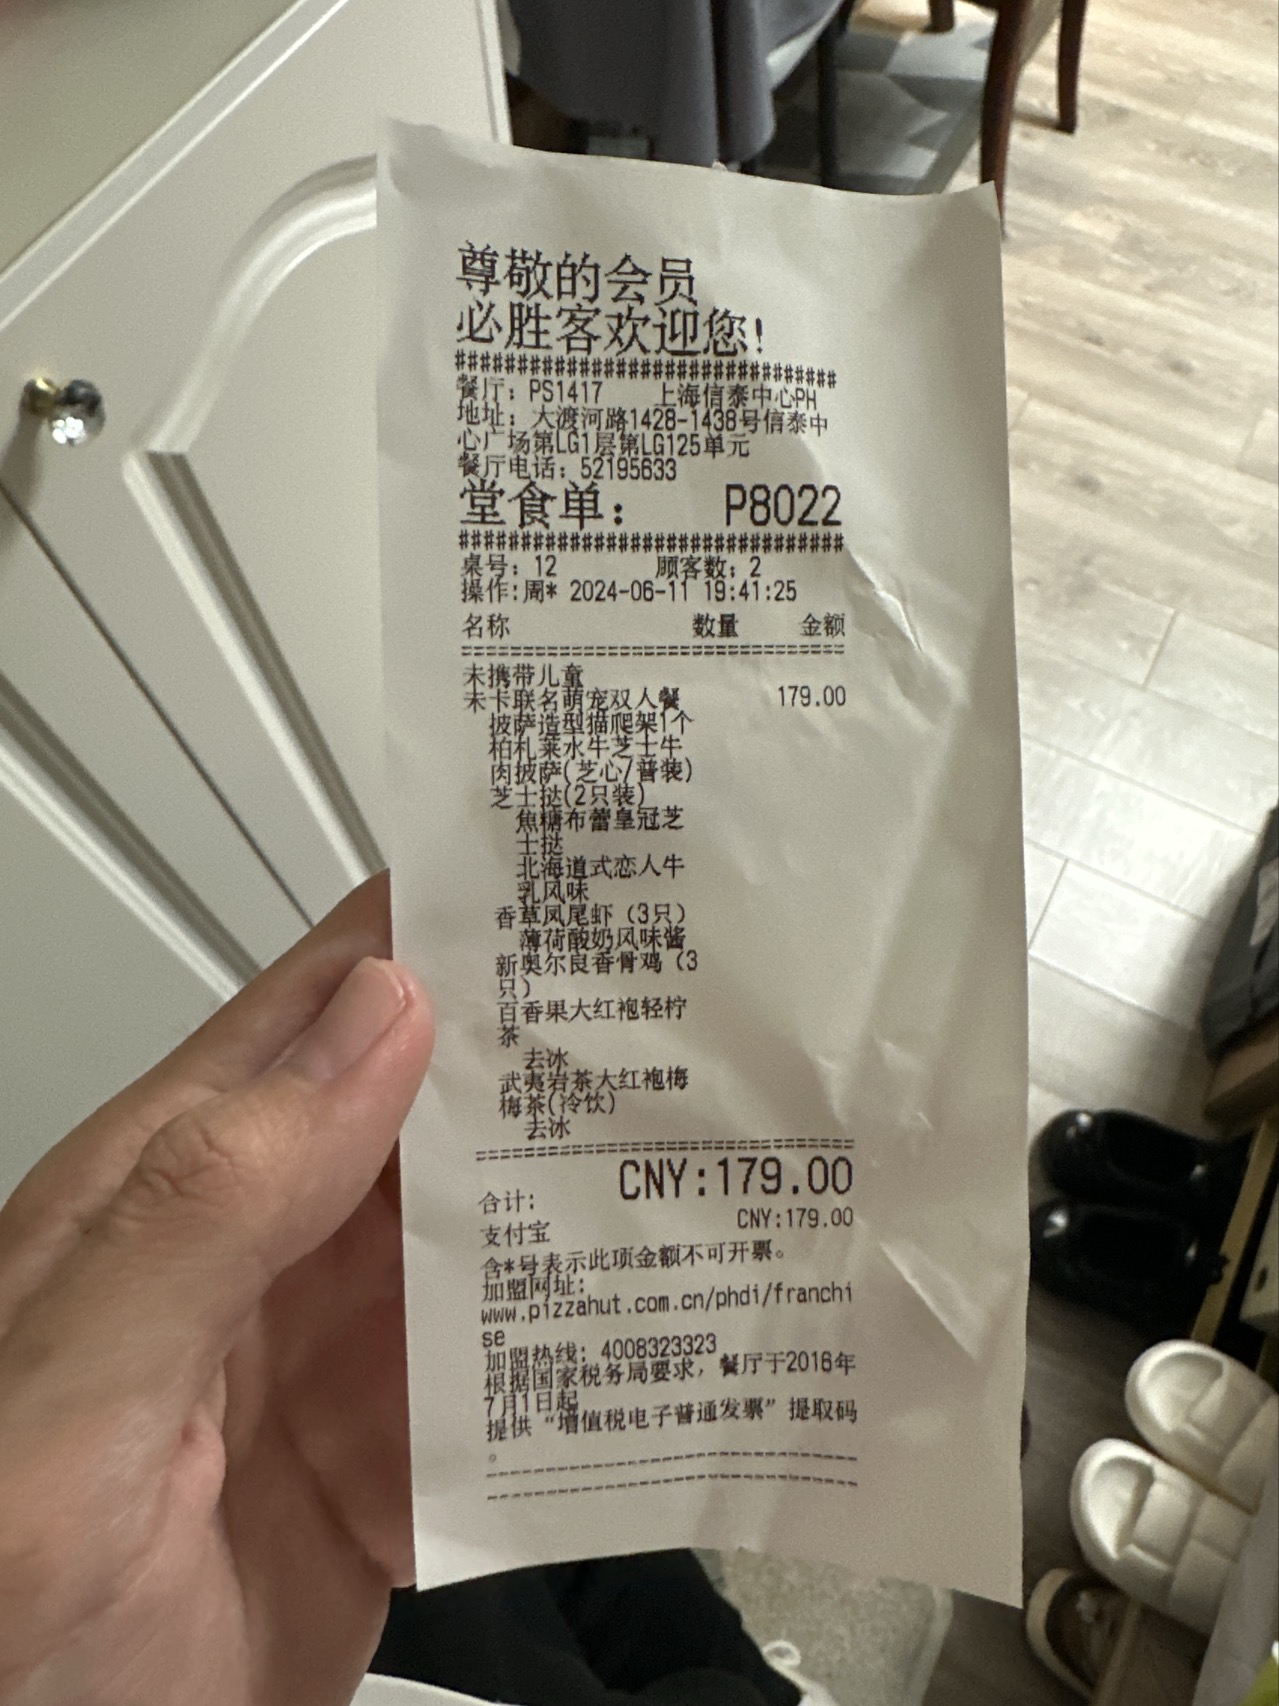 尊敬的会员
必胜客欢迎您!
################################
餐厅: PS1417 上海信泰中心PH
地址: 大渡河路1428-1438号信泰中
心广场第LG1层第LG125单元
餐厅电话: 52195633
堂食单: P8022
################################
桌号: 12 顾客数: 2
操作:周* 2024-06-11 19:41:25
名称 数量 金额
================================
未携带儿童
未卡联名萌宠双人餐 179.00
披萨造型猫爬架1个
柏札莱水牛芝士牛
肉披萨(芝心/普装)
芝士挞(2只装)
焦糖布蕾皇冠芝
士挞
北海道式恋人牛
乳风味
香草凤尾虾 (3只)
薄荷酸奶风味酱
新奥尔良香骨鸡 (3
只)
百香果大红袍轻柠
茶
去冰
武夷岩茶大红袍梅
梅茶(冷饮)
去冰
================================
合计: CNY:179.00
支付宝 CNY:179.00
含*号表示此项金额不可开票。
加盟网址:
www.pizzahut.com.cn/phdi/franchi
se
加盟热线: 4008323323
根据国家税务局要求, 餐厅于2016年
7月1日起
提供 "增值税电子普通发票" 提取码
。
--------------------------------
--------------------------------